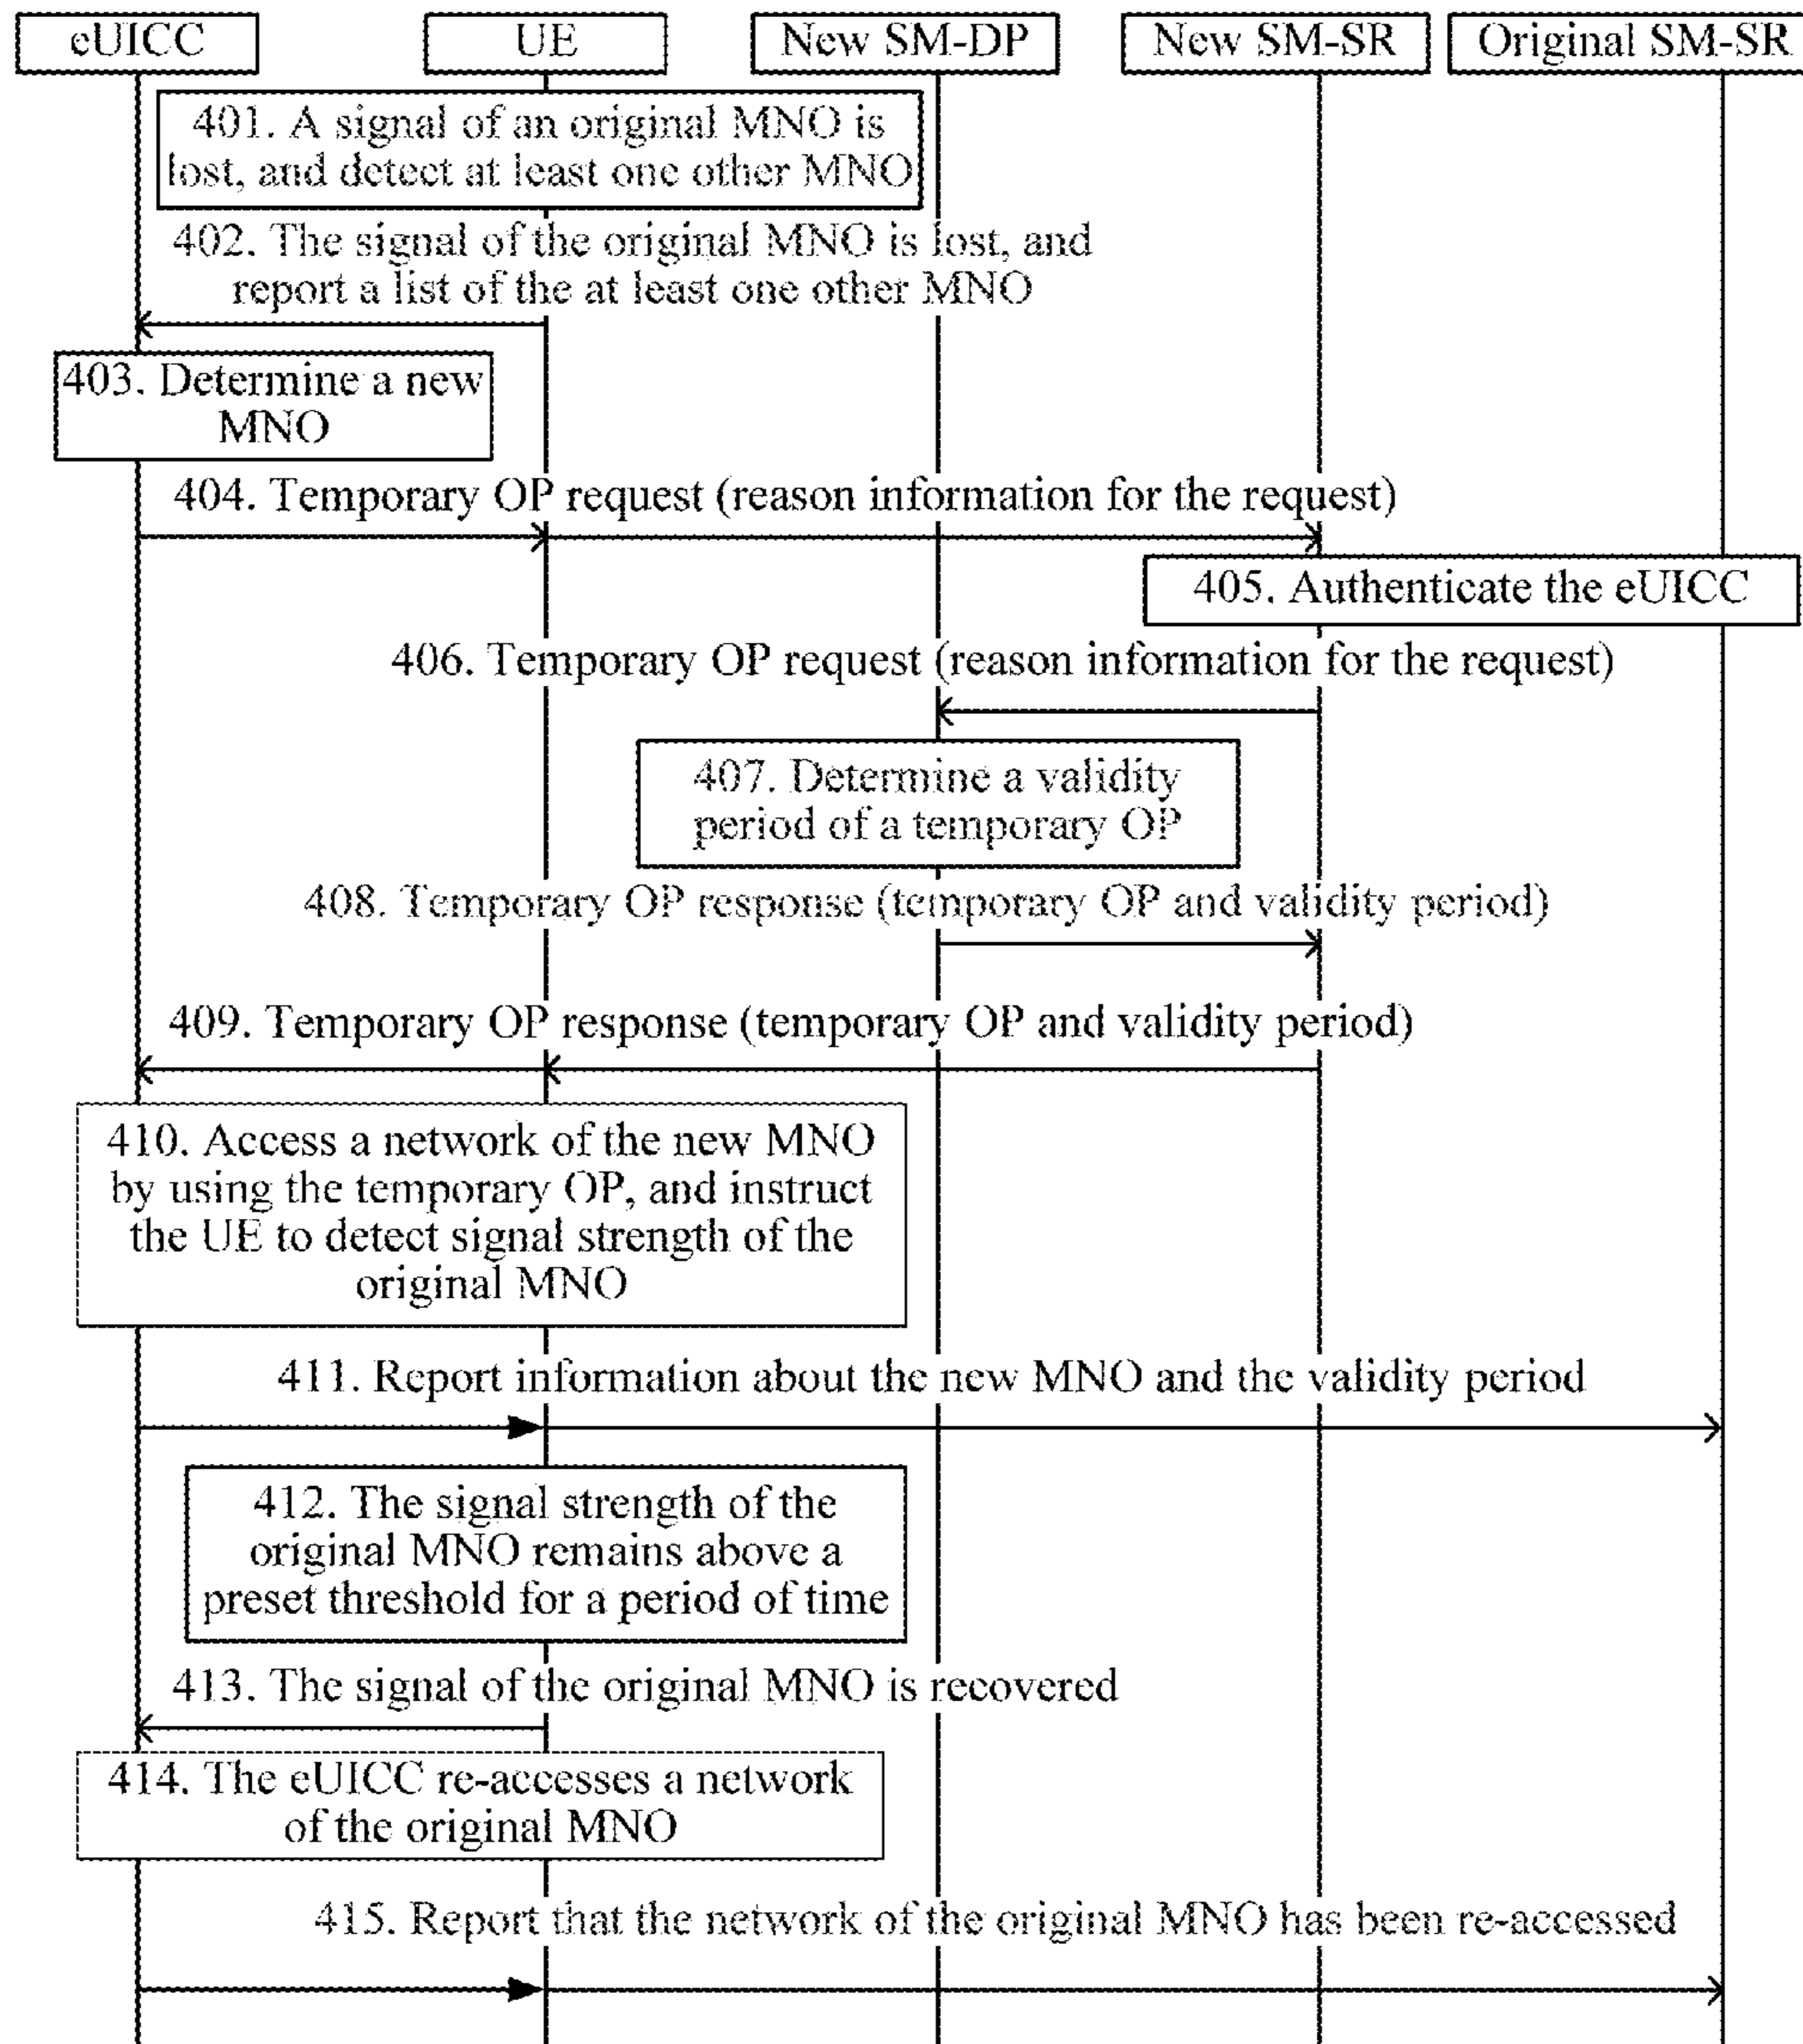 eUICC
UE
New SM-DP
New SM-SR
Original SM-SR
401. A signal of an original MNO is
lost, and detect at least one other MNO
402. The signal of the original MNO is lost, and
report a list of the at least one other MNO
403. Determine a new
MNO
404. Temporary OP request (reason information for the request)
405. Authenticate the eUICC
406. Temporary OP request (reason information for the request)
407. Determine a validity
period of a temporary OP
408. Temporary OP response (temporary OP and validity period)
409. Temporary OP response (temporary OP and validity period)
410. Access a network of the new MNO
by using the temporary OP, and instruct
the UE to detect signal strength of the
original MNO
411. Report information about the new MNO and the validity period
412. The signal strength of the
original MNO remains above a
preset threshold for a period of time
413. The signal of the original MNO is recovered
414. The eUICC re-accesses a network
of the original MNO
415. Report that the network of the original MNO has been re-accessed